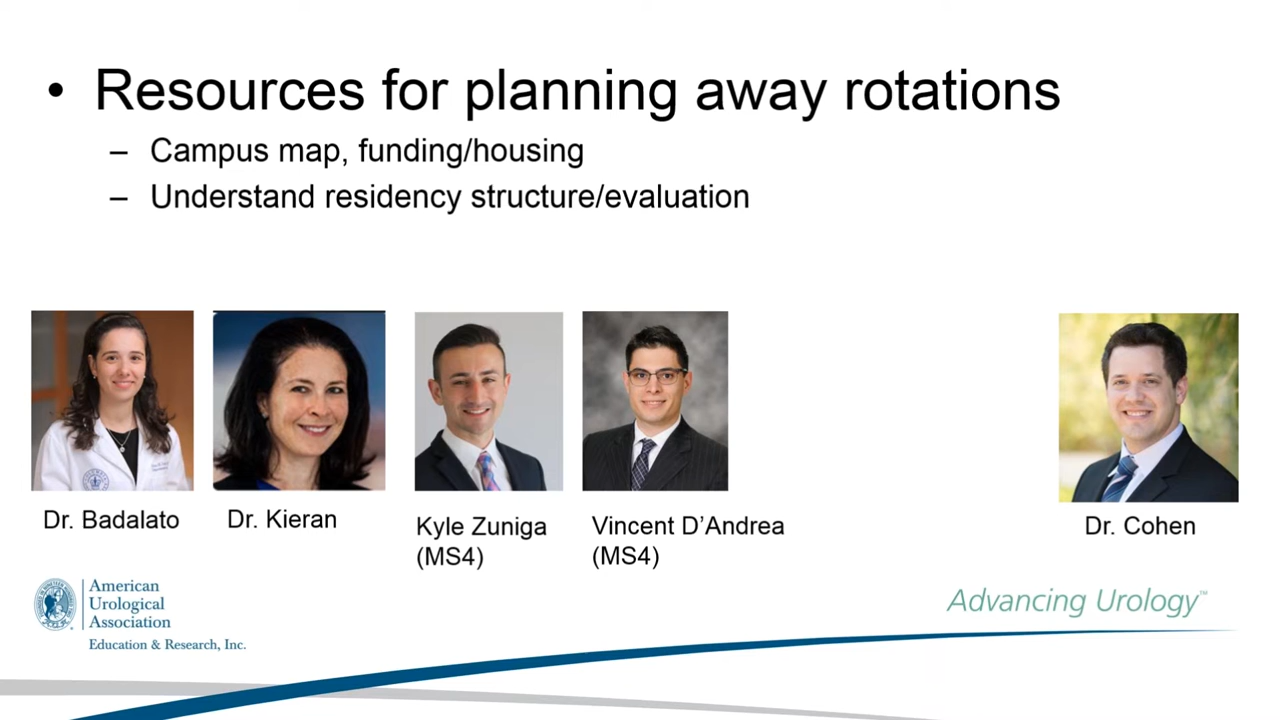 • Resources for planning away rotations
– Campus map, funding/housing
– Understand residency structure/evaluation
Dr. Badalato
Dr. Kieran
Kyle Zuniga
(MS4)
Vincent D’Andrea
(MS4)
Dr. Cohen
American
Urological
Association
Education & Research, Inc.
Advancing Urology™